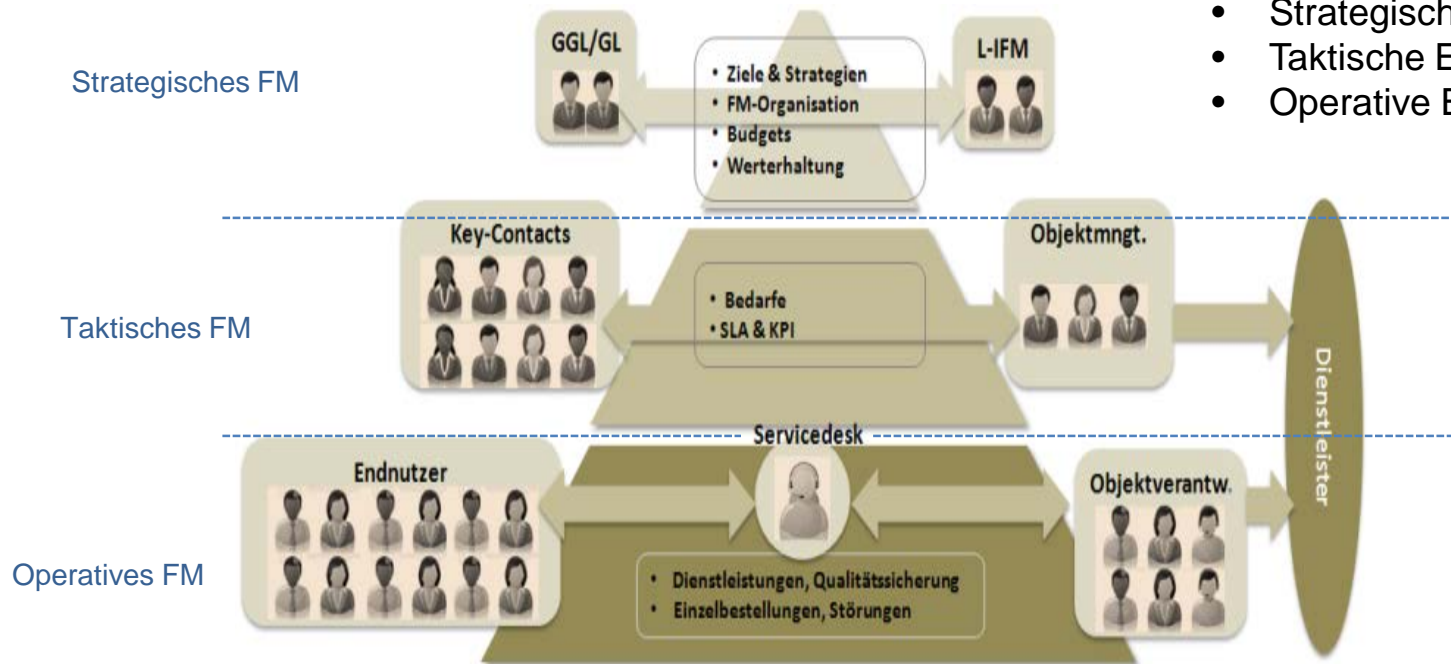 • Strategisch
• Taktische E
• Operative E
Strategisches FM
GGL/GL
• Ziele & Strategien
• FM-Organisation
• Budgets
• Werterhaltung
L-IFM
Taktisches FM
Key-Contacts
• Bedarfe
• SLA & KPI
Objektmngt.
Dienstleister
Operatives FM
Endnutzer
Servicedesk
Objektverantw.
• Dienstleistungen, Qualitätssicherung
• Einzelbestellungen, Störungen